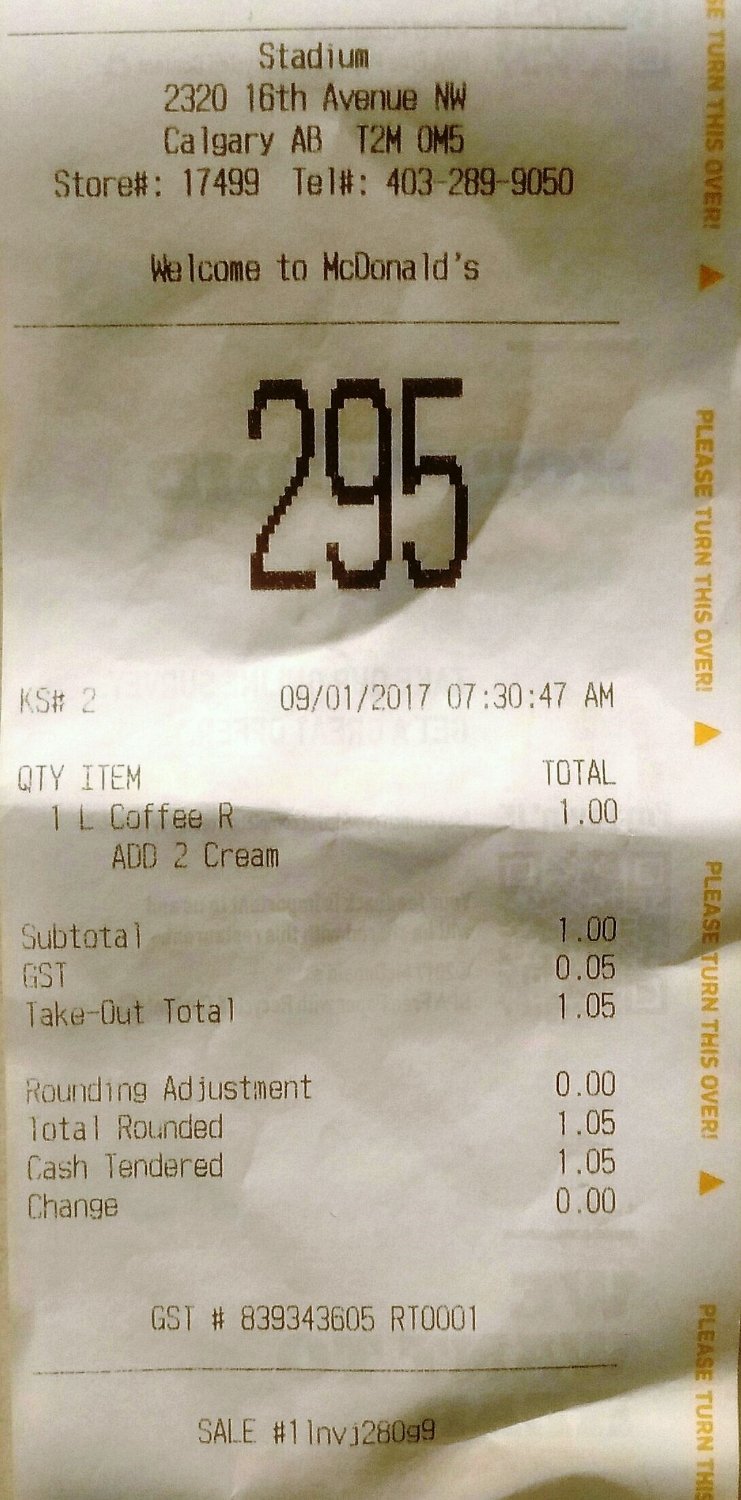 Stadium
2320 16th Avenue NW
Calgary AB T2M 0M5
Store#: 17499 Tel#: 403-289-9050
Welcome to McDonald's
295
KS# 2 09/01/2017 07:30:47 AM
QTY ITEM TOTAL
1 L Coffee R 1.00
ADD 2 Cream
Subtotal 1.00
GST 0.05
Take-Out Total 1.05
Rounding Adjustment 0.00
Total Rounded 1.05
Cash Tendered 1.05
Change 0.00
GST # 839343605 RT0001
SALE #1lnvj280g9
SE TURN THIS OVER!
PLEASE TURN THIS OVER!
PLEASE TURN THIS OVER!
PLEASE TURN THIS